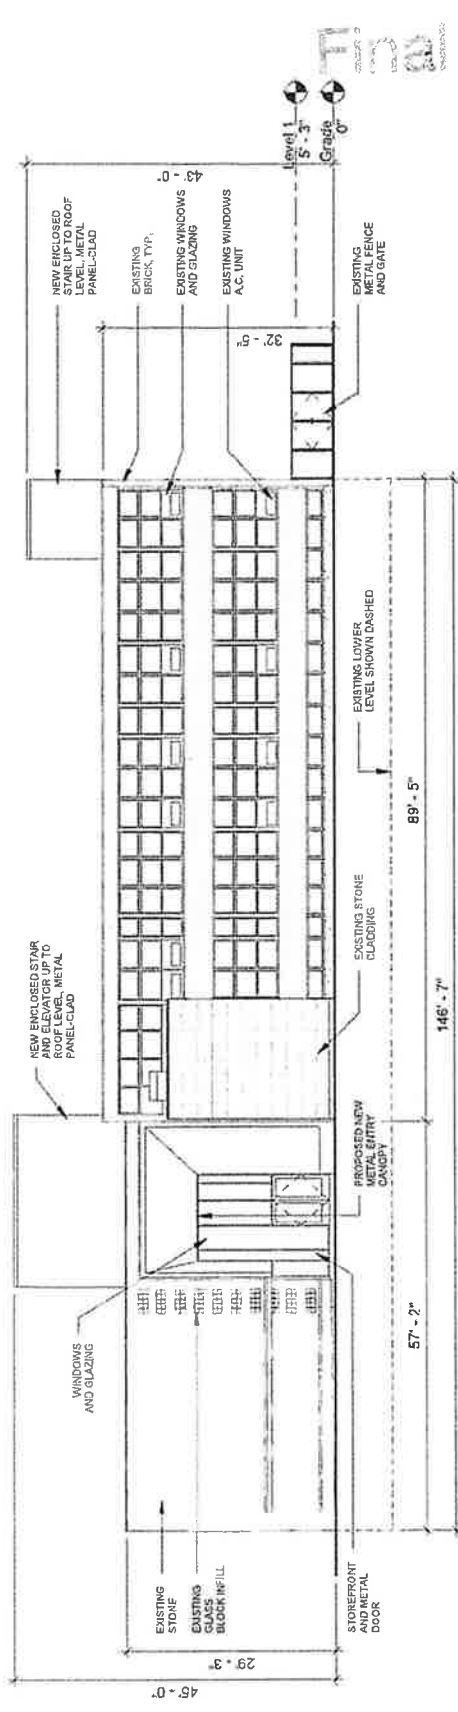 NEW ENCLOSED STAIR
AND ELEVATOR UP TO
ROOF LEVEL, METAL
PANEL-CLAD
NEW ENCLOSED
STAIR UP TO ROOF
LEVEL, METAL
PANEL-CLAD
WINDOWS
AND GLAZING
EXISTING
BRICK, TYP.
EXISTING WINDOWS
AND GLAZING
EXISTING WINDOWS
A.C. UNIT
43' - 0"
32' - 5"
Level 1
5' - 3"
Grade
0"
45' - 0"
29' - 3"
EXISTING
STONE
EXISTING
GLASS
BLOCK INFILL
STOREFRONT
AND METAL
DOOR
PROPOSED NEW
METAL ENTRY
CANOPY
EXISTING STONE
CLADDING
EXISTING LOWER
LEVEL SHOWN DASHED
EXISTING
METAL FENCE
AND GATE
57' - 2"
89' - 5"
146' - 7"